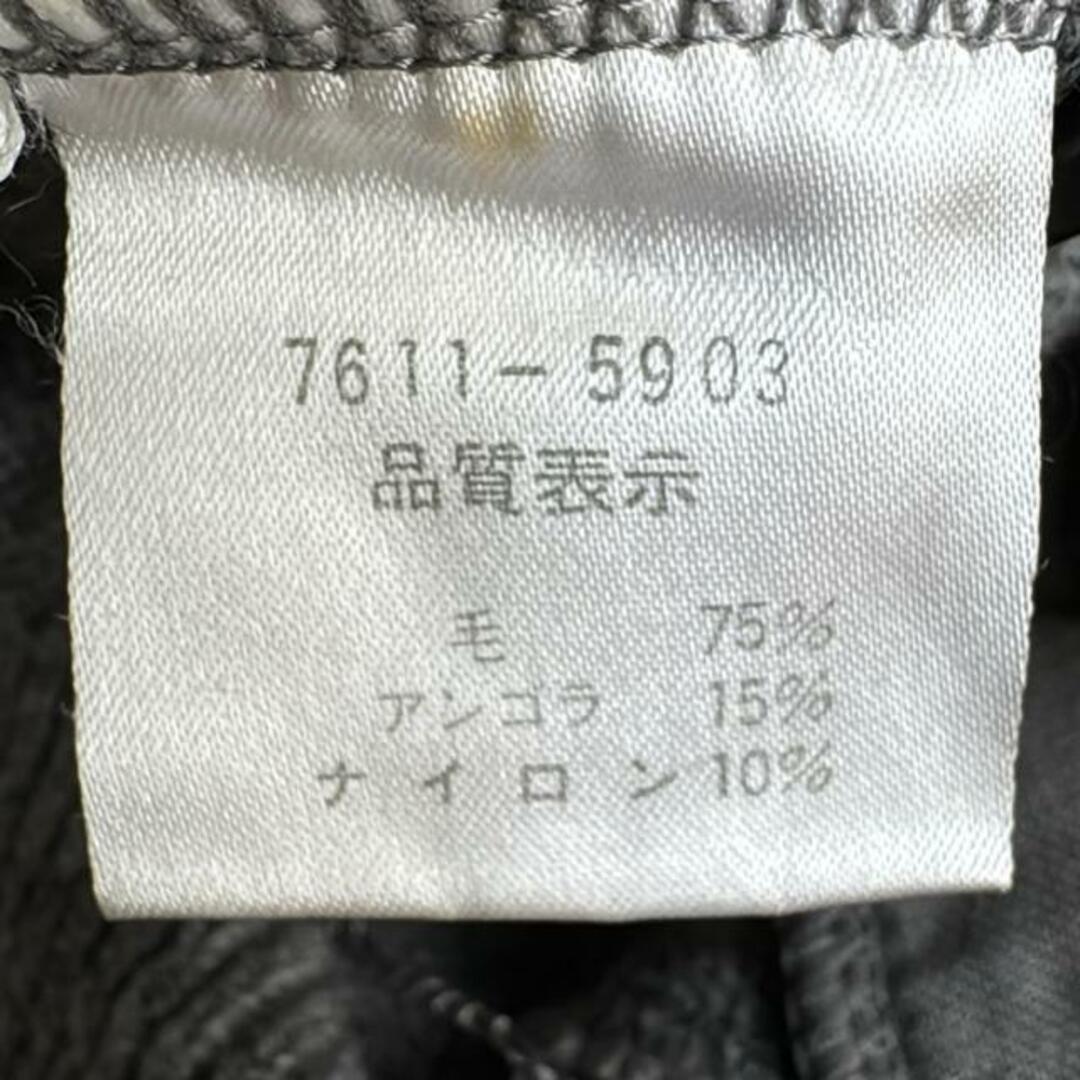 7611-5903
品質表示
毛 75%
アンゴラ 15%
ナイロン 10%